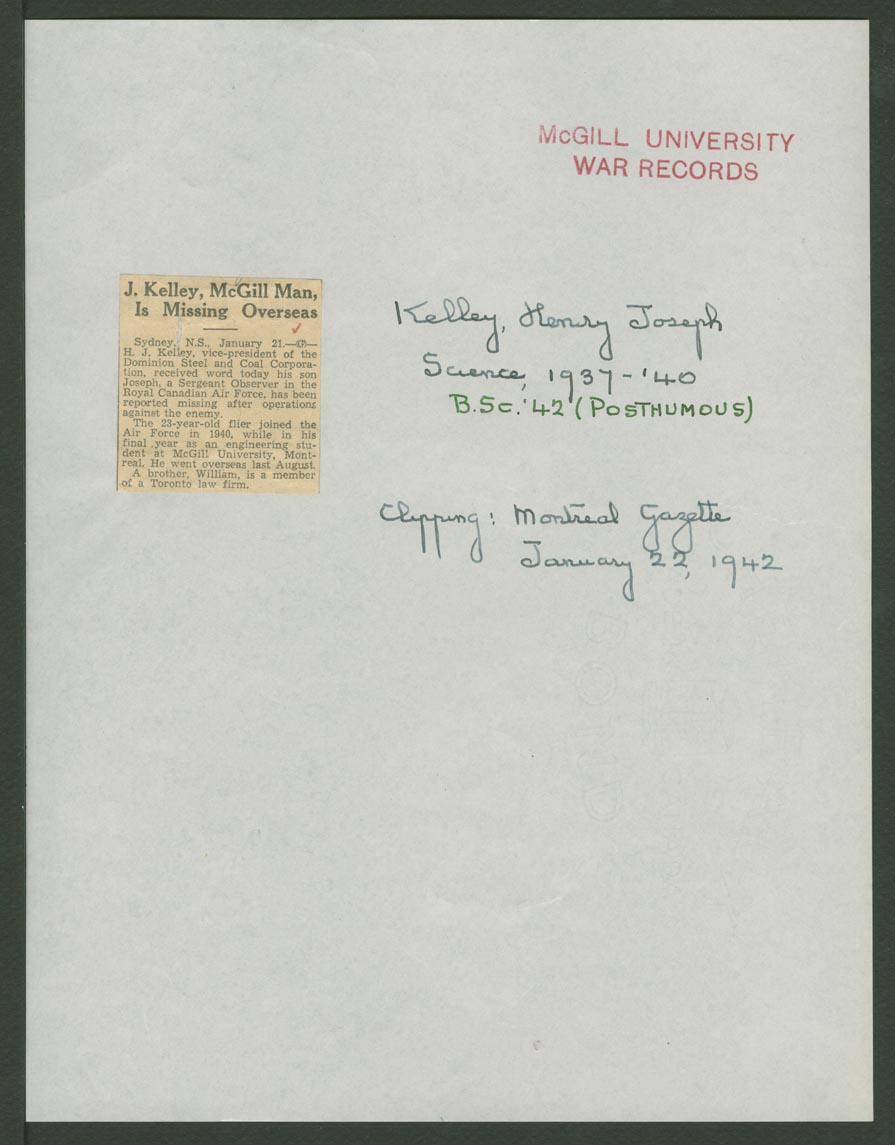 McGILL UNIVERSITY
WAR RECORDS
J. Kelley, McGill Man,
Is Missing Overseas
Sydney, N.S., January 21.—(CP)—
H. J. Kelley, vice-president of the
Dominion Steel and Coal Corpora-
tion, received word today his son
Joseph, a Sergeant Observer in the
Royal Canadian Air Force, has been
reported missing after operations
against the enemy.
The 23-year-old flier joined the
Air Force in 1940, while in his
final year as an engineering stu-
dent at McGill University, Mont-
real. He went overseas last August.
A brother, William, is a member
of a Toronto law firm.
Kelley, Henry Joseph
Science, 1937-'40
B.Sc.'42 (POSTHUMOUS)
Clipping: Montreal Gazette
January 22, 1942